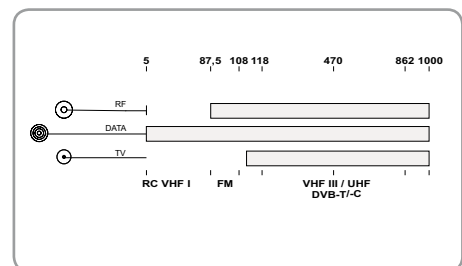 5 87,5 108 118 470 862 1000
RF
DATA
TV
RC VHF I FM VHF III / UHF
DVB-T/-C